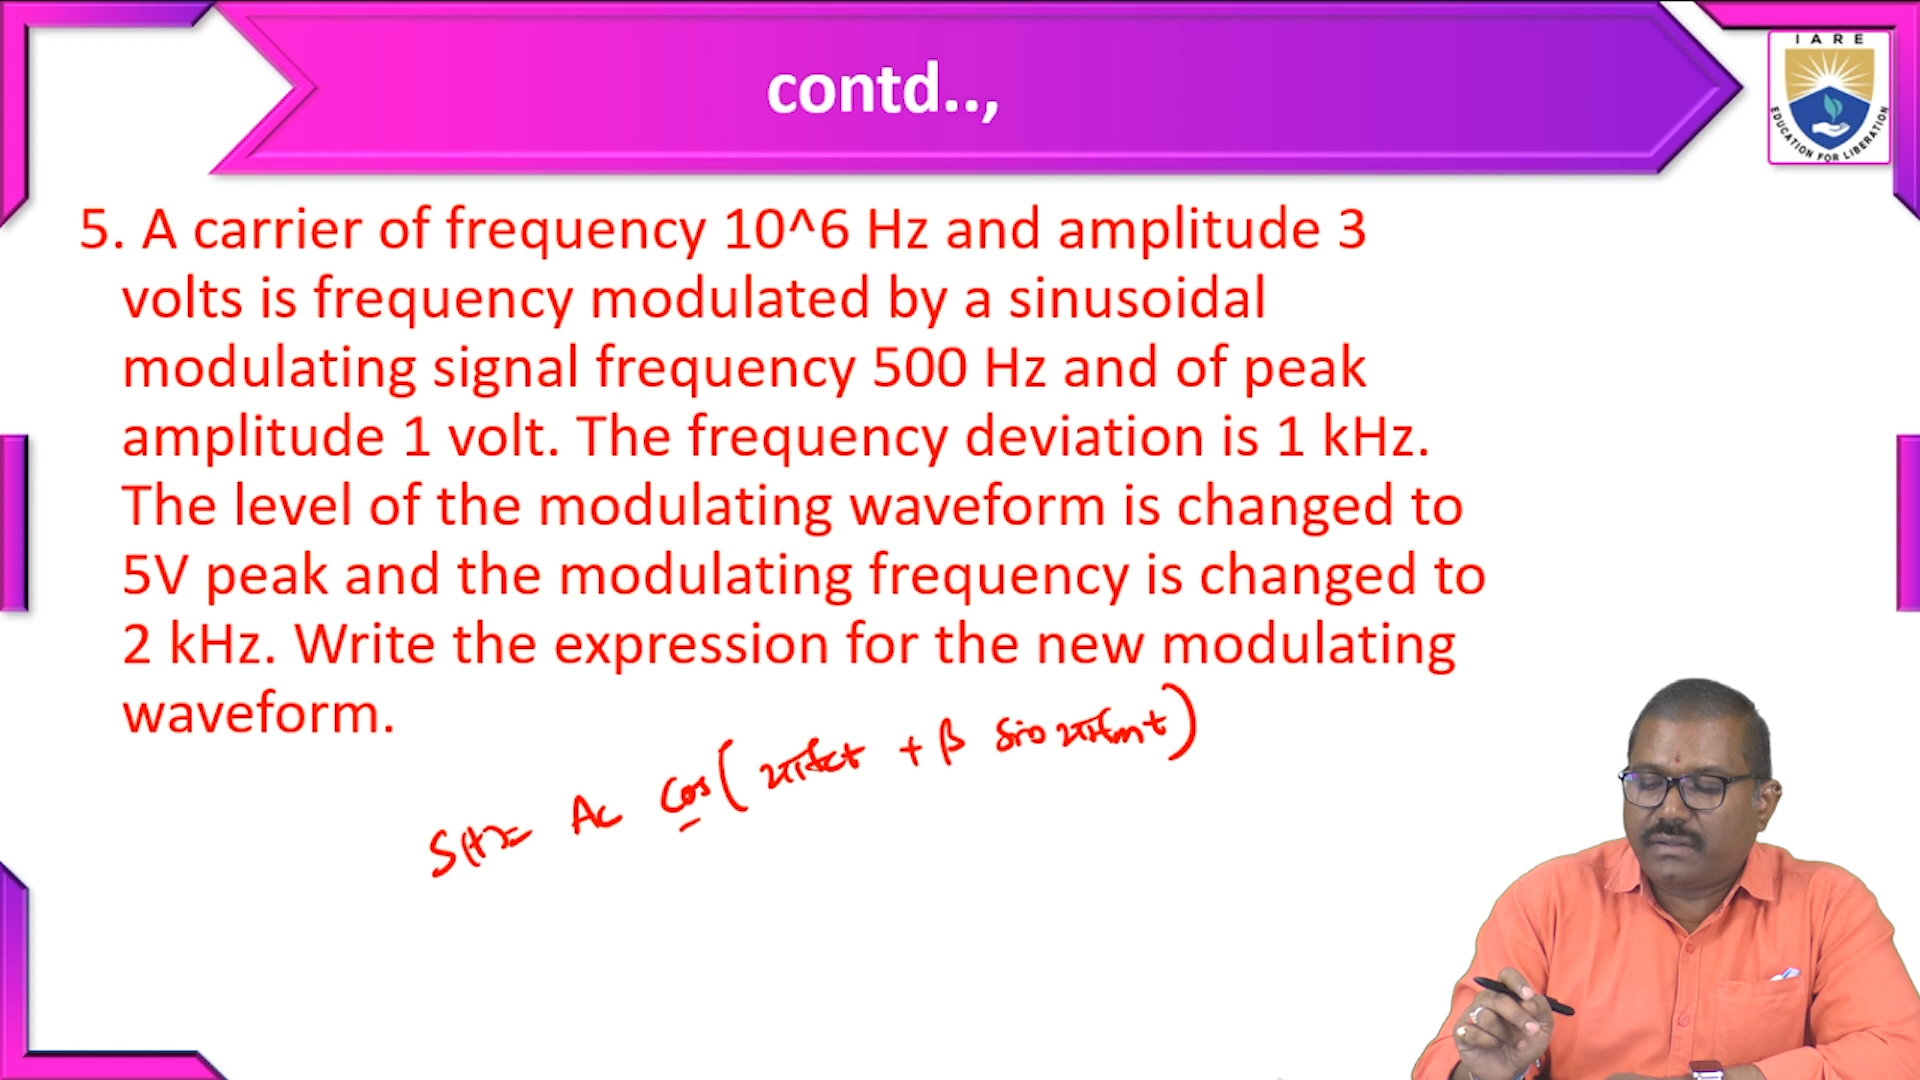 contd..,
IARE
EDUCATION FOR LIBERATION
5. A carrier of frequency 10^6 Hz and amplitude 3
volts is frequency modulated by a sinusoidal
modulating signal frequency 500 Hz and of peak
amplitude 1 volt. The frequency deviation is 1 kHz.
The level of the modulating waveform is changed to
5V peak and the modulating frequency is changed to
2 kHz. Write the expression for the new modulating
waveform.
S(t)= Ac Cos(2πfct + β Sin 2πfmt)